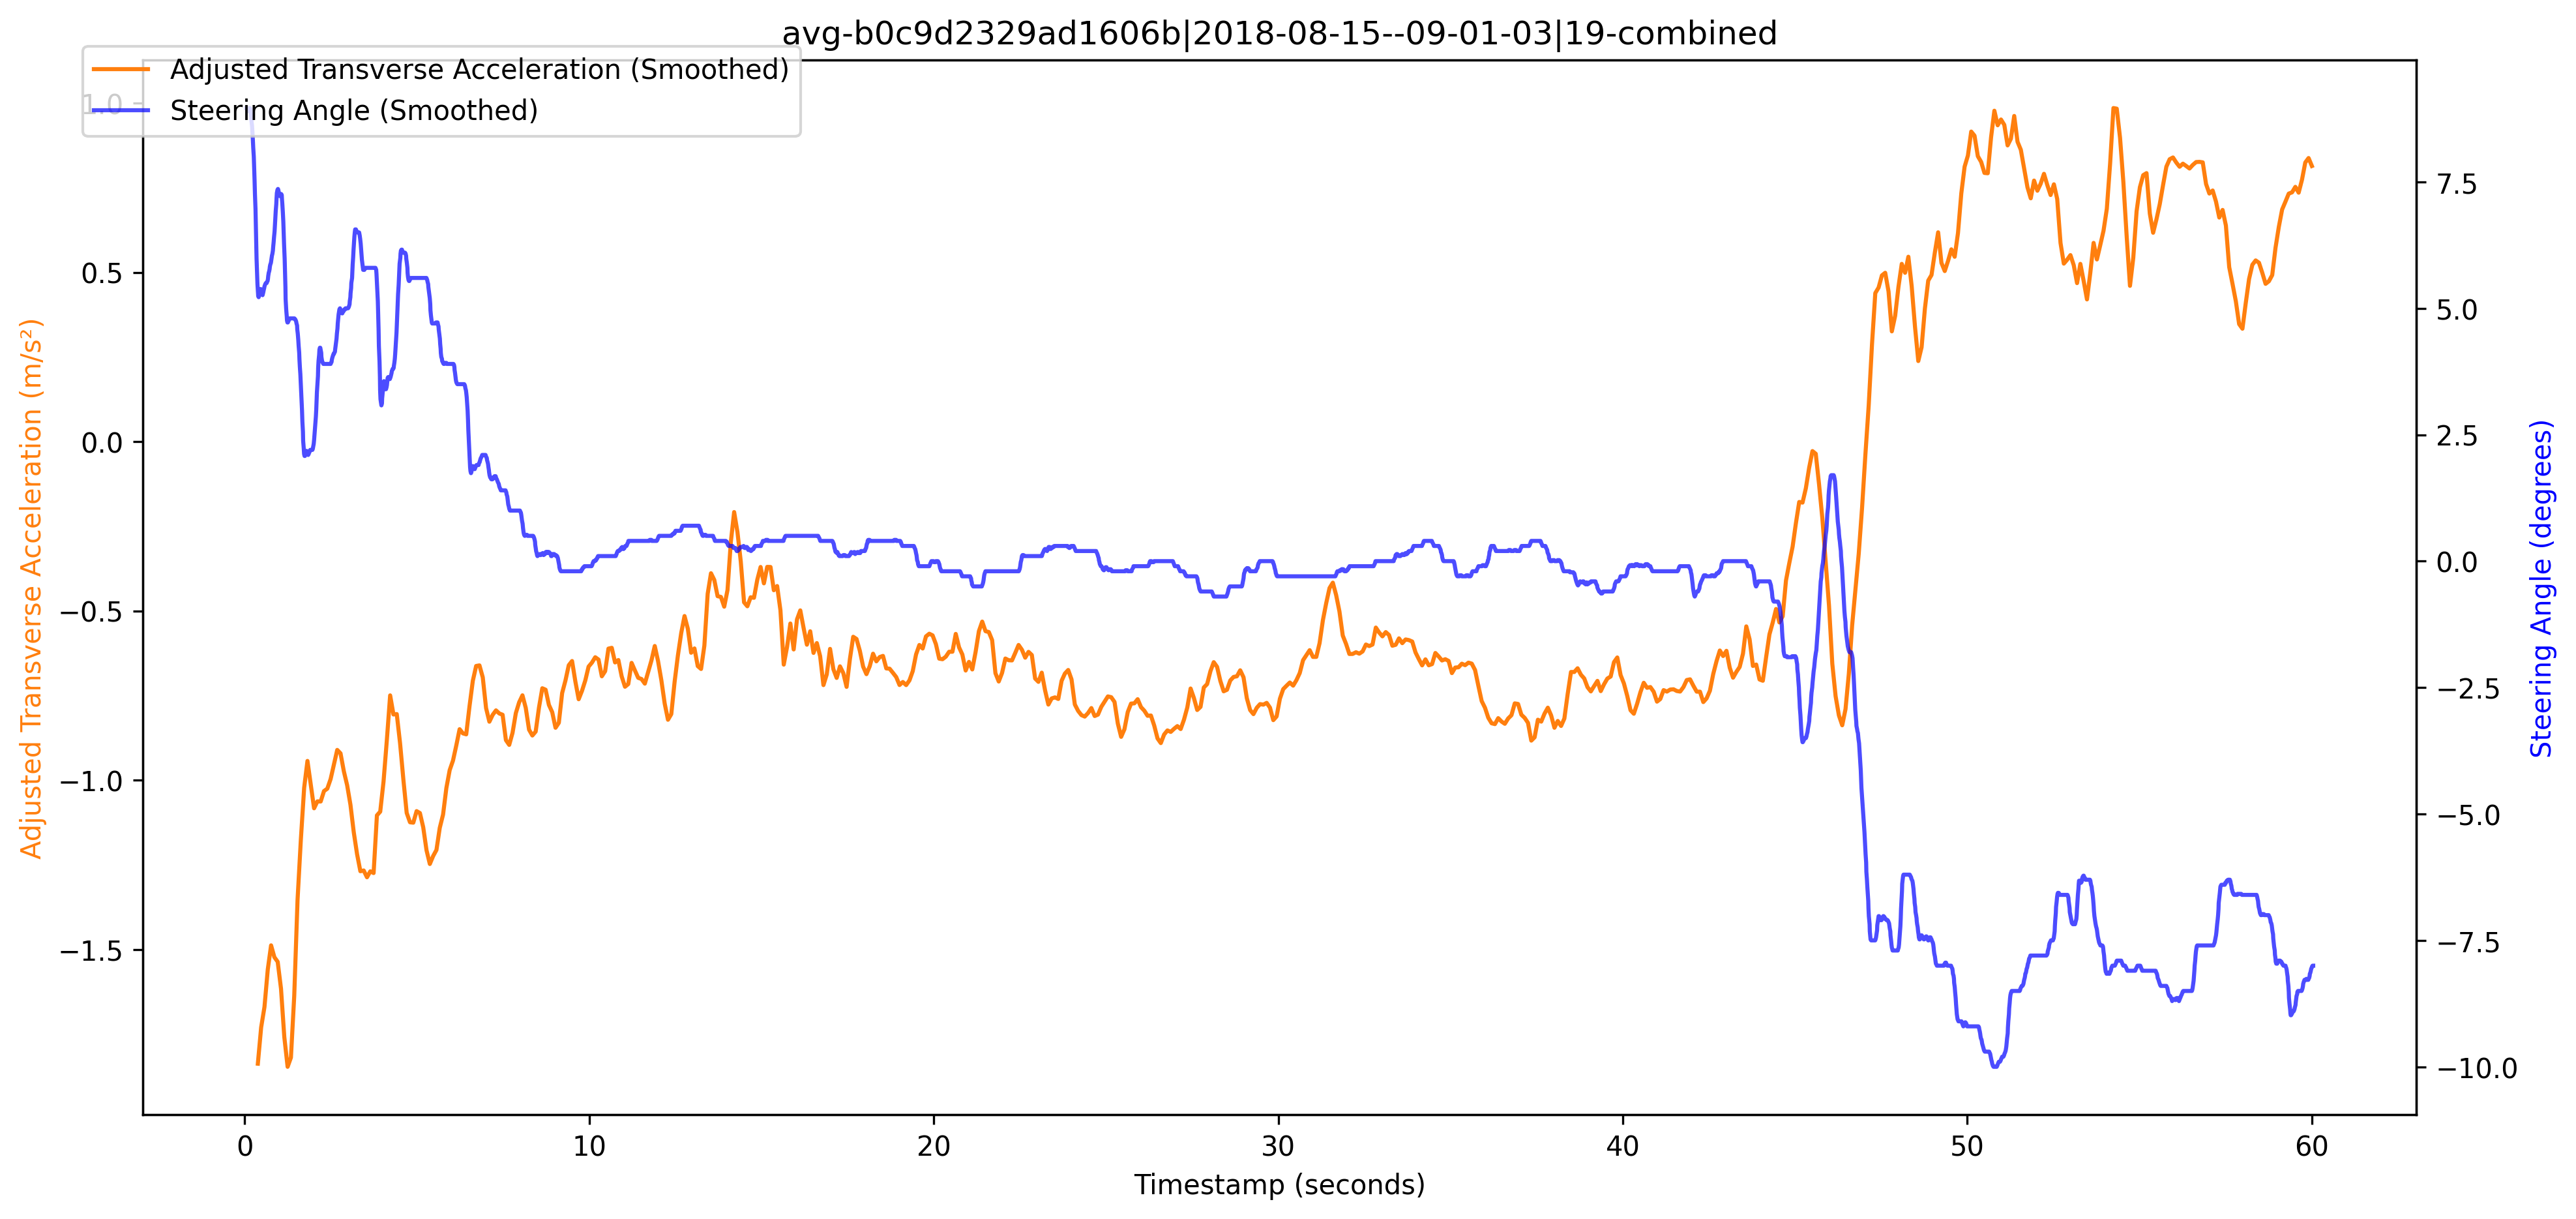 avg-b0c9d2329ad1606b|2018-08-15--09-01-03|19-combined
Adjusted Transverse Acceleration (Smoothed)
Steering Angle (Smoothed)
1.0
0.5
0.0
−0.5
−1.0
−1.5
Adjusted Transverse Acceleration (m/s²)
7.5
5.0
2.5
0.0
−2.5
−5.0
−7.5
−10.0
Steering Angle (degrees)
0 10 20 30 40 50 60
Timestamp (seconds)